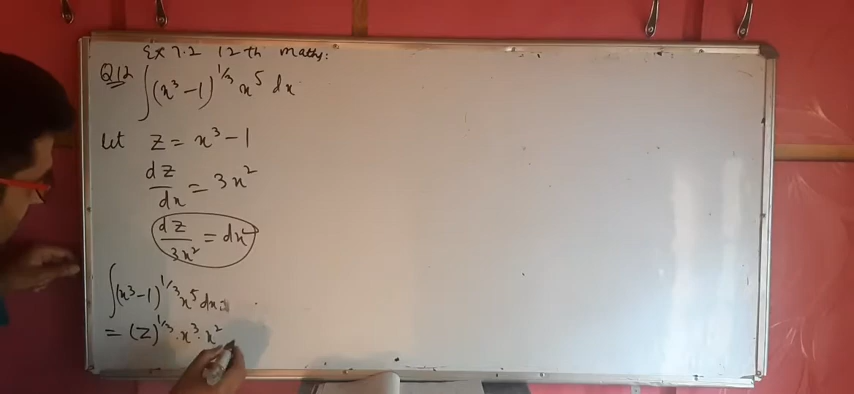 Ex 7.2 12th maths:
Q12 ∫(x³-1)^1/3 x⁵ dx
Let z = x³-1
dz/dx = 3x²
dz/3x² = dx
∫(x³-1)^1/3 x⁵ dx
= (z)^1/3 . x³ . x²